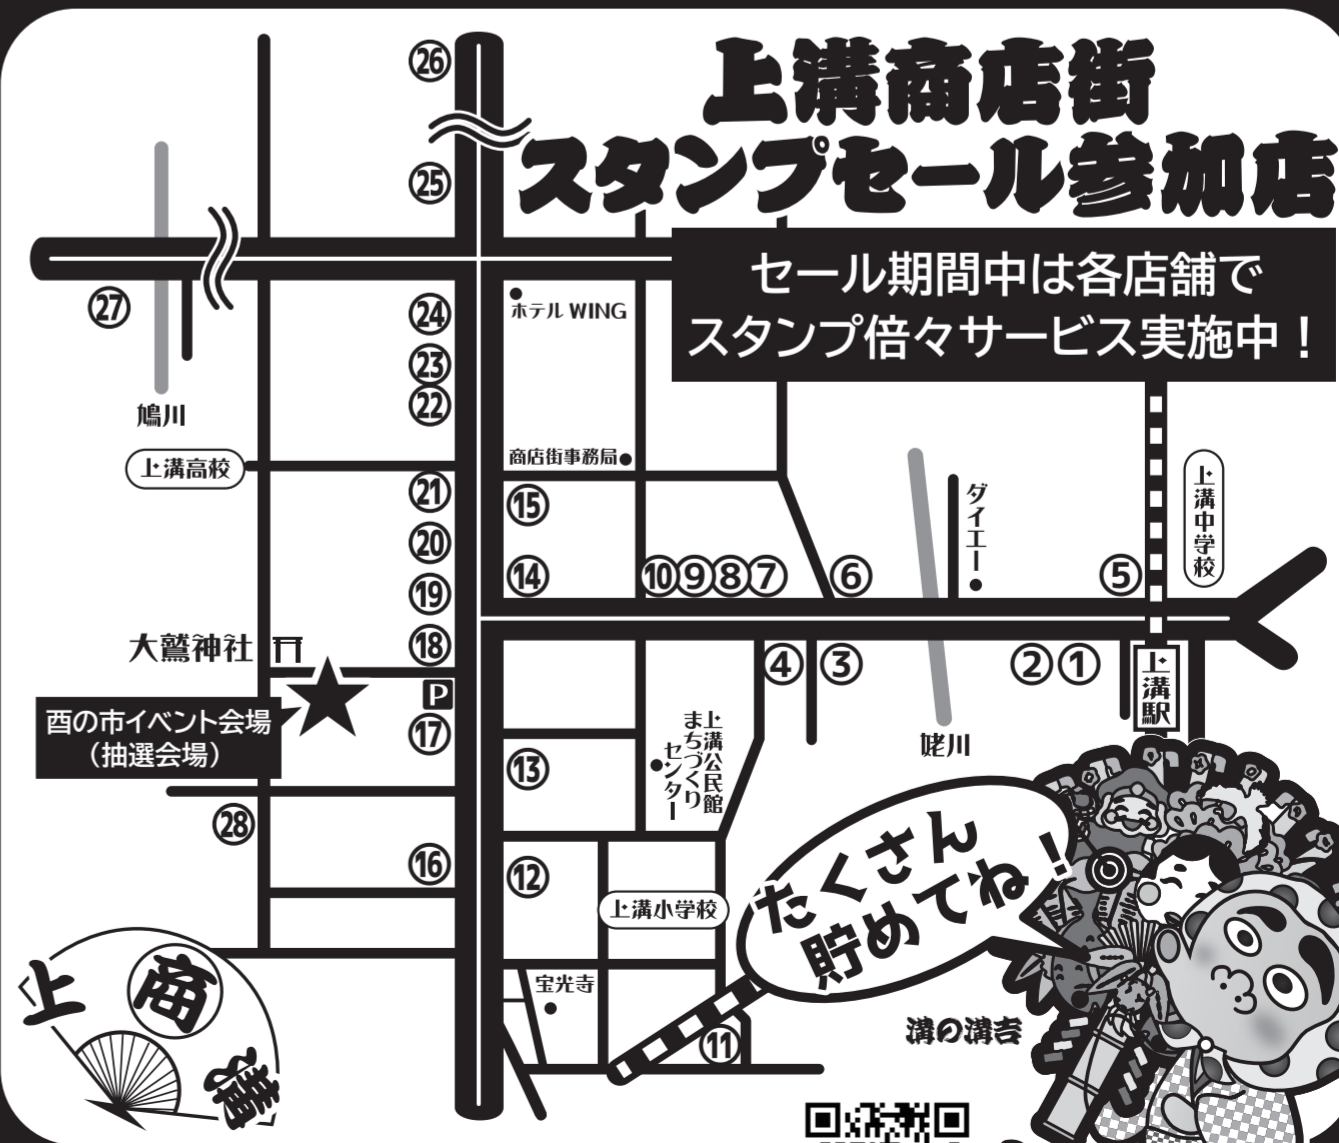 上溝商店街
スタンプセール参加店
セール期間中は各店舗で
スタンプ倍々サービス実施中！
㉖
㉕
㉗
鳩川
㉔
㉓
㉒
ホテル WING
商店街事務局
上溝高校
㉑
⑳
⑲
⑱
⑮
⑭
⑩⑨⑧⑦
⑥
ダイエー
⑤
上溝中学校
大鷲神社
P
⑰
酉の市イベント会場
（抽選会場）
④
③
②①
上溝駅
姥川
上溝公民館
まちづくり
センター
⑬
㉘
⑯
⑫
上溝小学校
宝光寺
⑪
たくさん
貯めてね！
溝の溝吉
上
商
溝